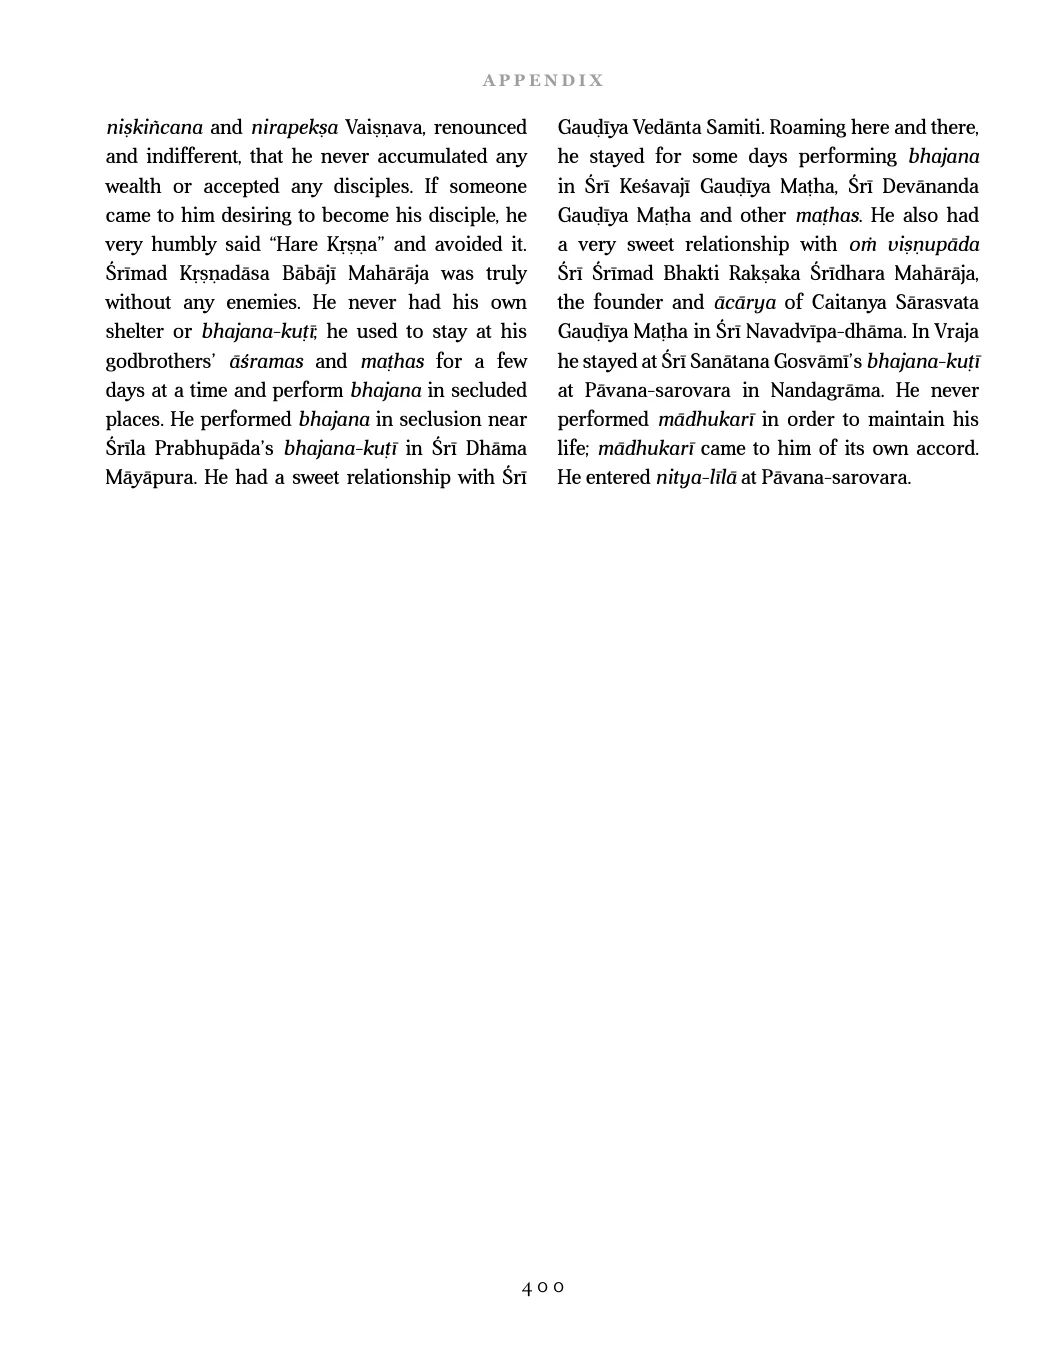 APPENDIX
niṣkiñcana and nirapekṣa Vaiṣṇava, renounced
and indifferent, that he never accumulated any
wealth or accepted any disciples. If someone
came to him desiring to become his disciple, he
very humbly said “Hare Kṛṣṇa” and avoided it.
Śrīmad Kṛṣṇadāsa Bābājī Mahārāja was truly
without any enemies. He never had his own
shelter or bhajana-kuṭī; he used to stay at his
godbrothers’ āśramas and maṭhas for a few
days at a time and perform bhajana in secluded
places. He performed bhajana in seclusion near
Śrīla Prabhupāda’s bhajana-kuṭī in Śrī Dhāma
Māyāpura. He had a sweet relationship with Śrī
Gauḍīya Vedānta Samiti. Roaming here and there,
he stayed for some days performing bhajana
in Śrī Keśavajī Gauḍīya Maṭha, Śrī Devānanda
Gauḍīya Maṭha and other maṭhas. He also had
a very sweet relationship with oṁ viṣṇupāda
Śrī Śrīmad Bhakti Rakṣaka Śrīdhara Mahārāja,
the founder and ācārya of Caitanya Sārasvata
Gauḍīya Maṭha in Śrī Navadvīpa-dhāma. In Vraja
he stayed at Śrī Sanātana Gosvāmī’s bhajana-kuṭī
at Pāvana-sarovara in Nandagrāma. He never
performed mādhukarī in order to maintain his
life; mādhukarī came to him of its own accord.
He entered nitya-līlā at Pāvana-sarovara.
400